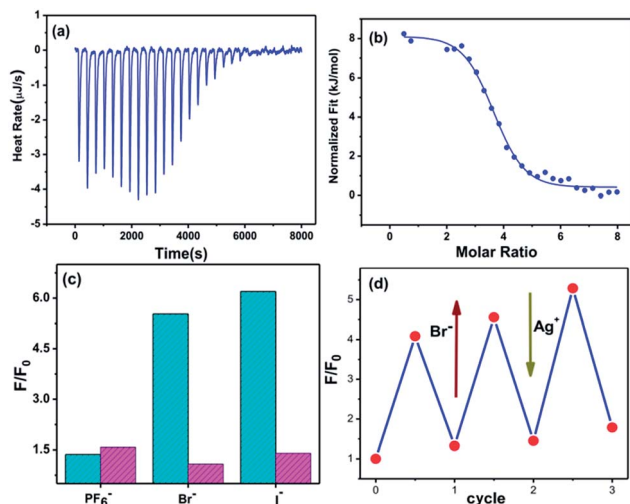 (a)
1
0
-1
-2
-3
-4
-5
Heat Rate(μJ/s)
0
2000
4000
6000
8000
Time(s)
(b)
8
6
4
2
0
Normalized Fit (kJ/mol)
0
2
4
6
8
Molar Ratio
(c)
6.0
4.5
3.0
1.5
F/F0
PF6-
Br-
I-
(d)
5
4
3
2
1
F/F0
Br-
Ag+
0
1
2
3
cycle